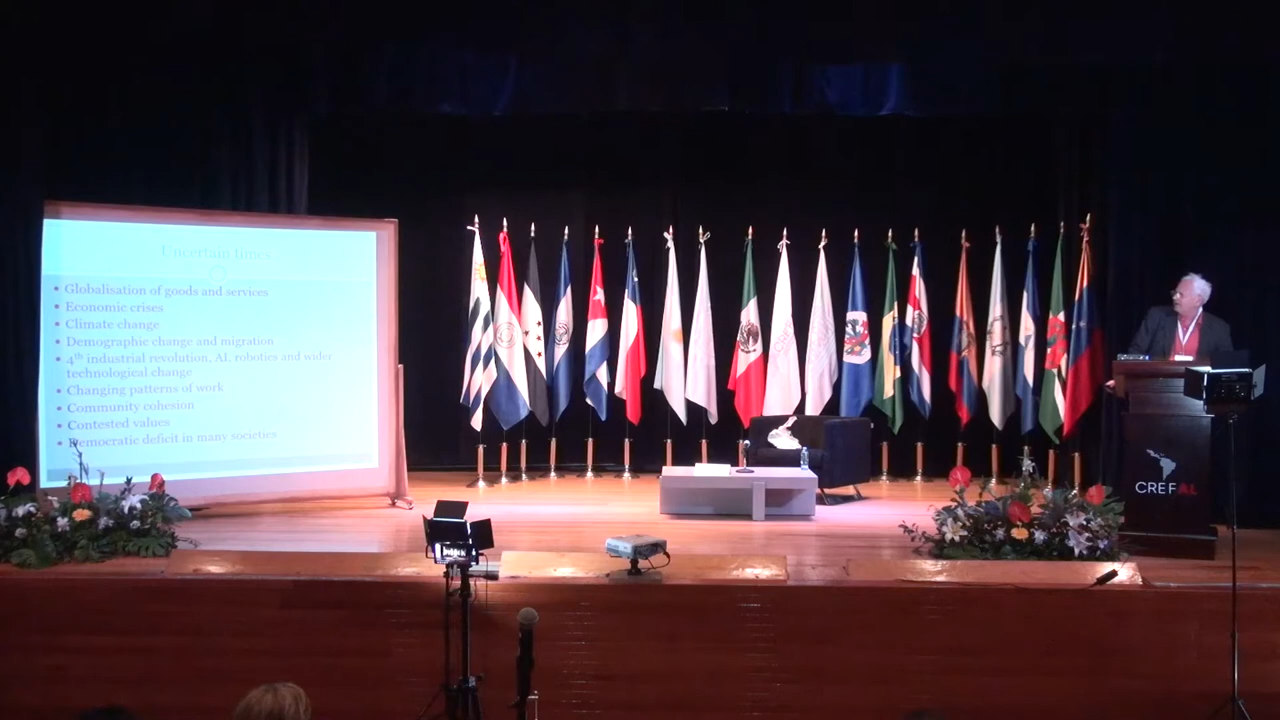 Uncertain times
• Globalisation of goods and services
• Economic crises
• Climate change
• Demographic change and migration
• 4th industrial revolution, AI, robotics and wider
technological change
• Changing patterns of work
• Community cohesion
• Contested values
• Democratic deficit in many societies
CREFAL